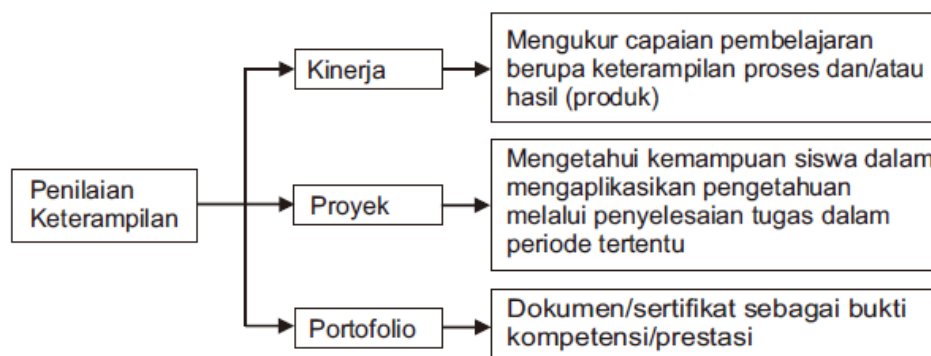 Penilaian
Keterampilan
Kinerja
Mengukur capaian pembelajaran
berupa keterampilan proses dan/atau
hasil (produk)
Proyek
Mengetahui kemampuan siswa dalam
mengaplikasikan pengetahuan
melalui penyelesaian tugas dalam
periode tertentu
Portofolio
Dokumen/sertifikat sebagai bukti
kompetensi/prestasi